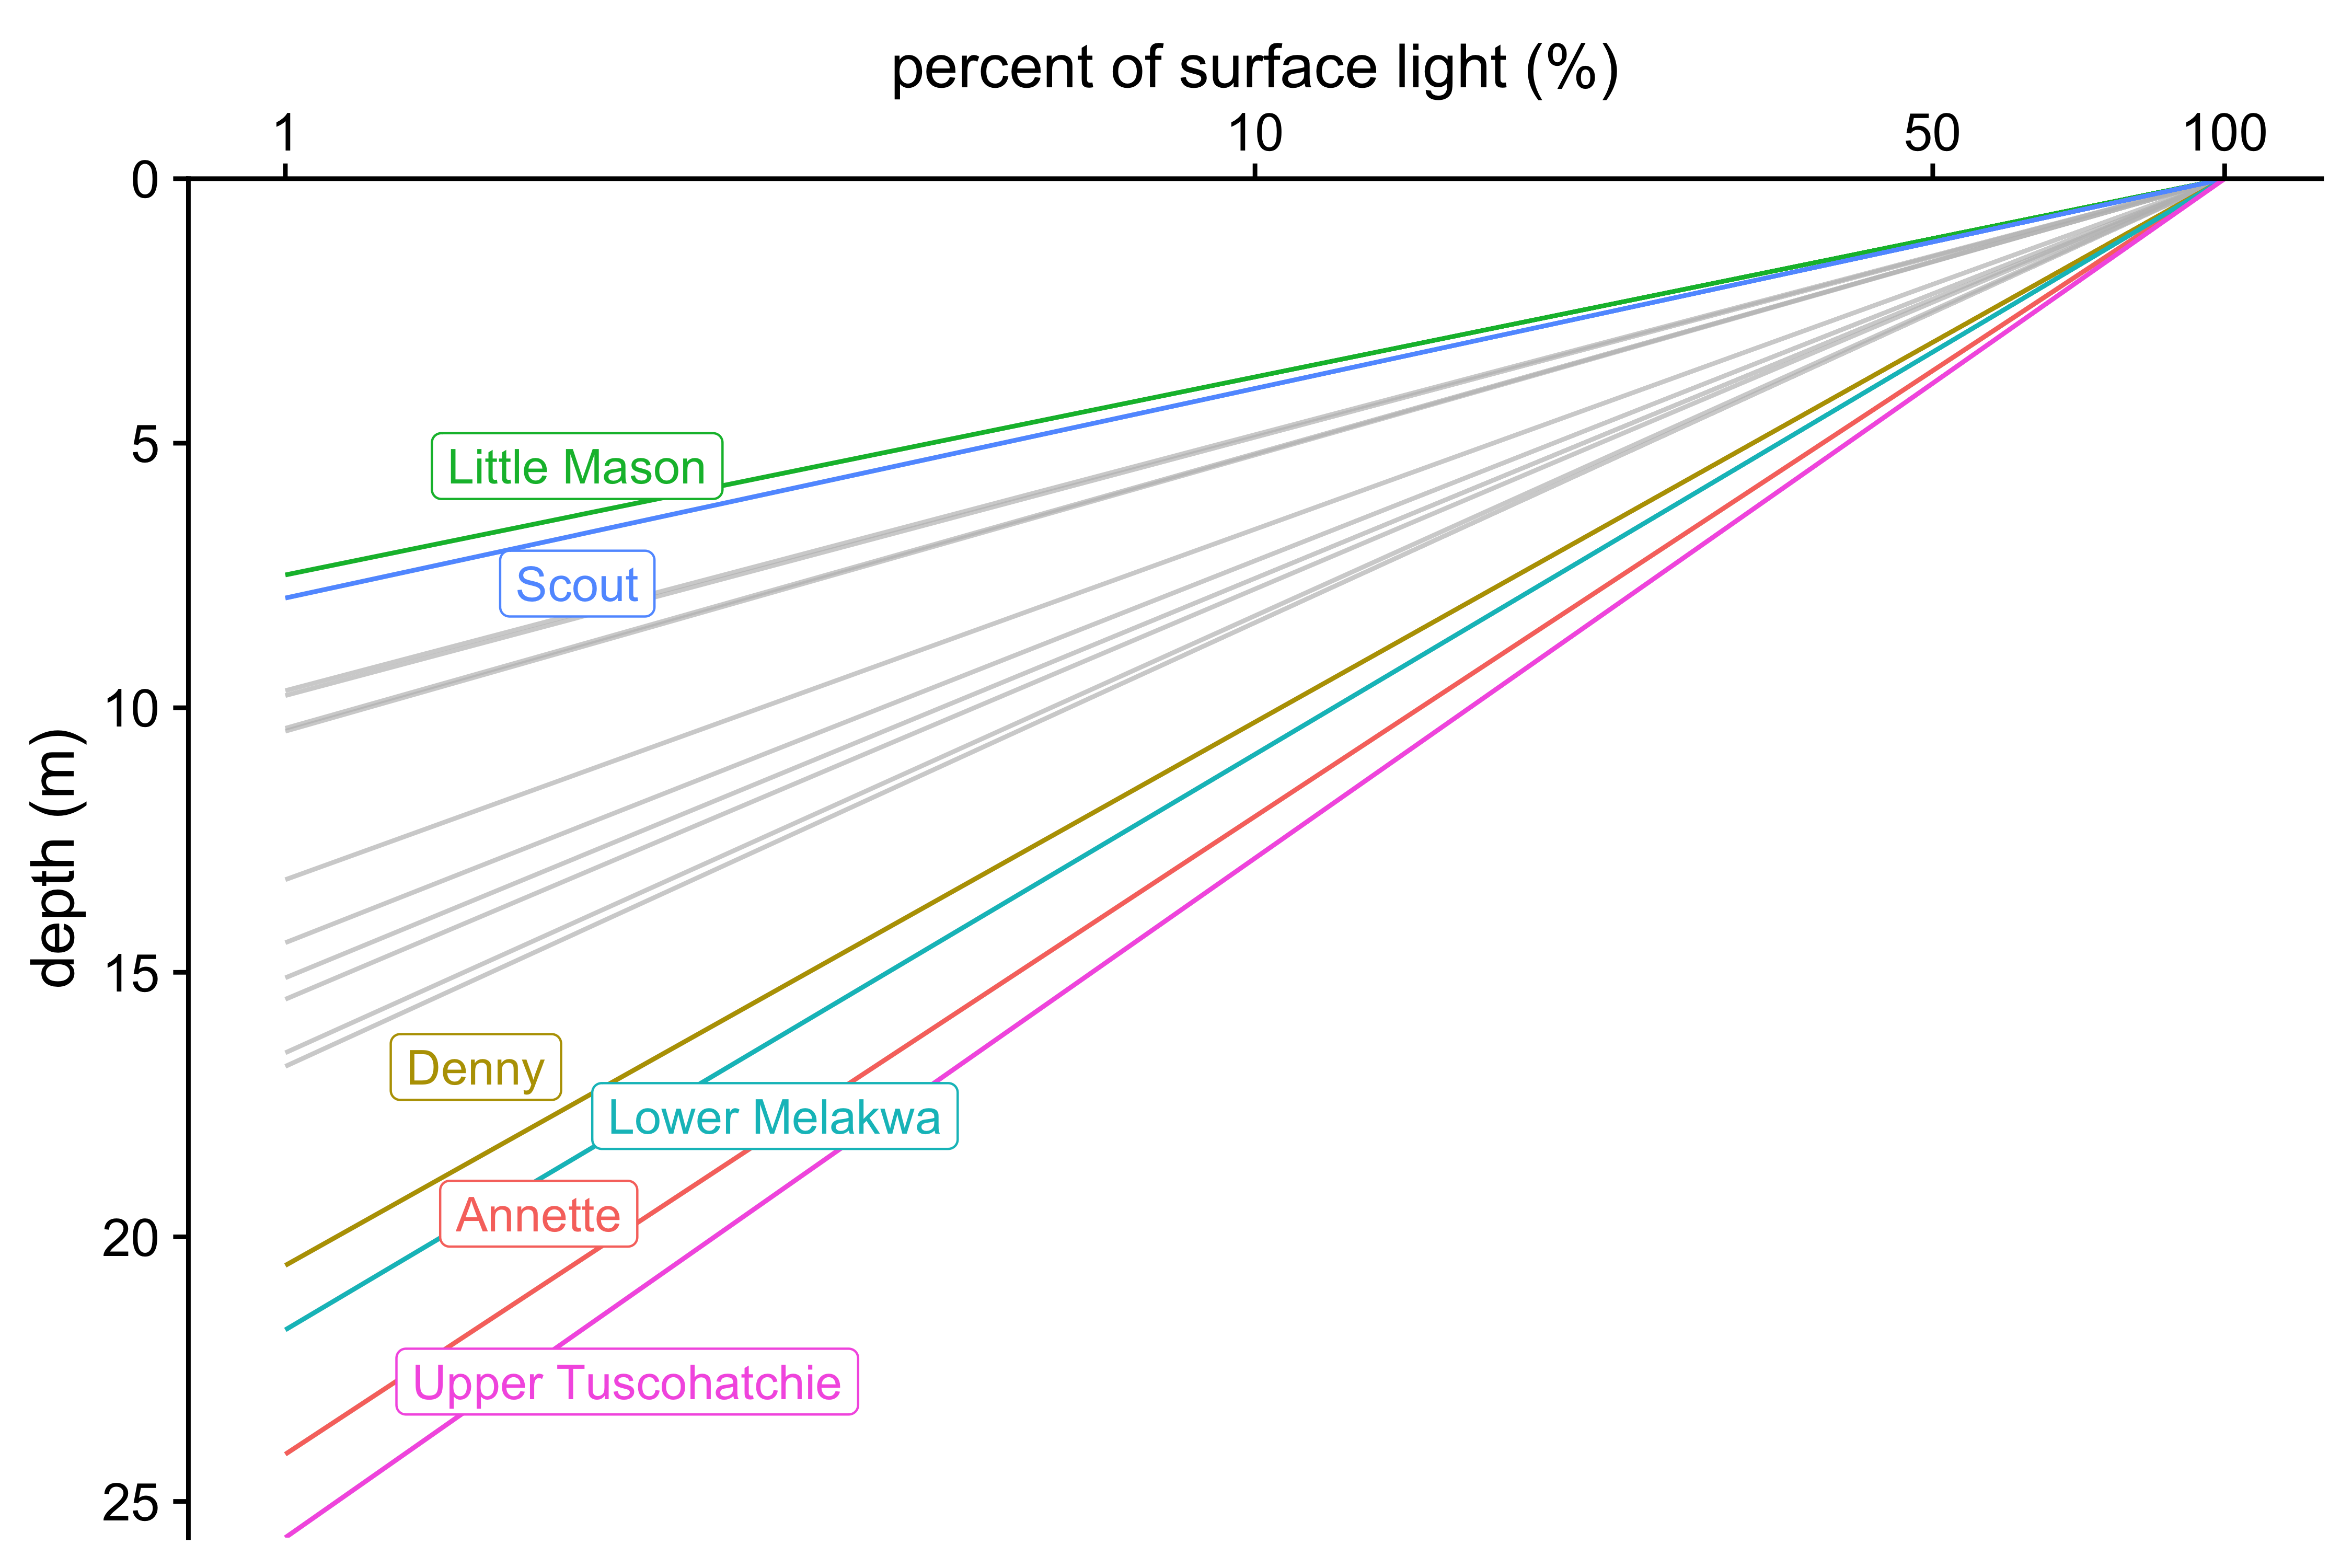 percent of surface light (%)
1 10 50 100
0
5
10
15
20
25
depth (m)
Little Mason
Scout
Denny
Lower Melakwa
Annette
Upper Tuscohatchie